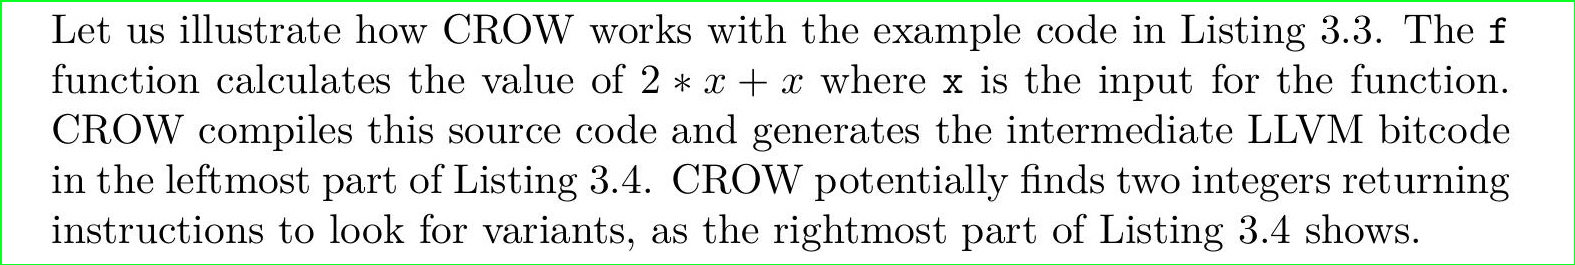 Let us illustrate how CROW works with the example code in Listing 3.3. The f
function calculates the value of 2 * x + x where x is the input for the function.
CROW compiles this source code and generates the intermediate LLVM bitcode
in the leftmost part of Listing 3.4. CROW potentially finds two integers returning
instructions to look for variants, as the rightmost part of Listing 3.4 shows.